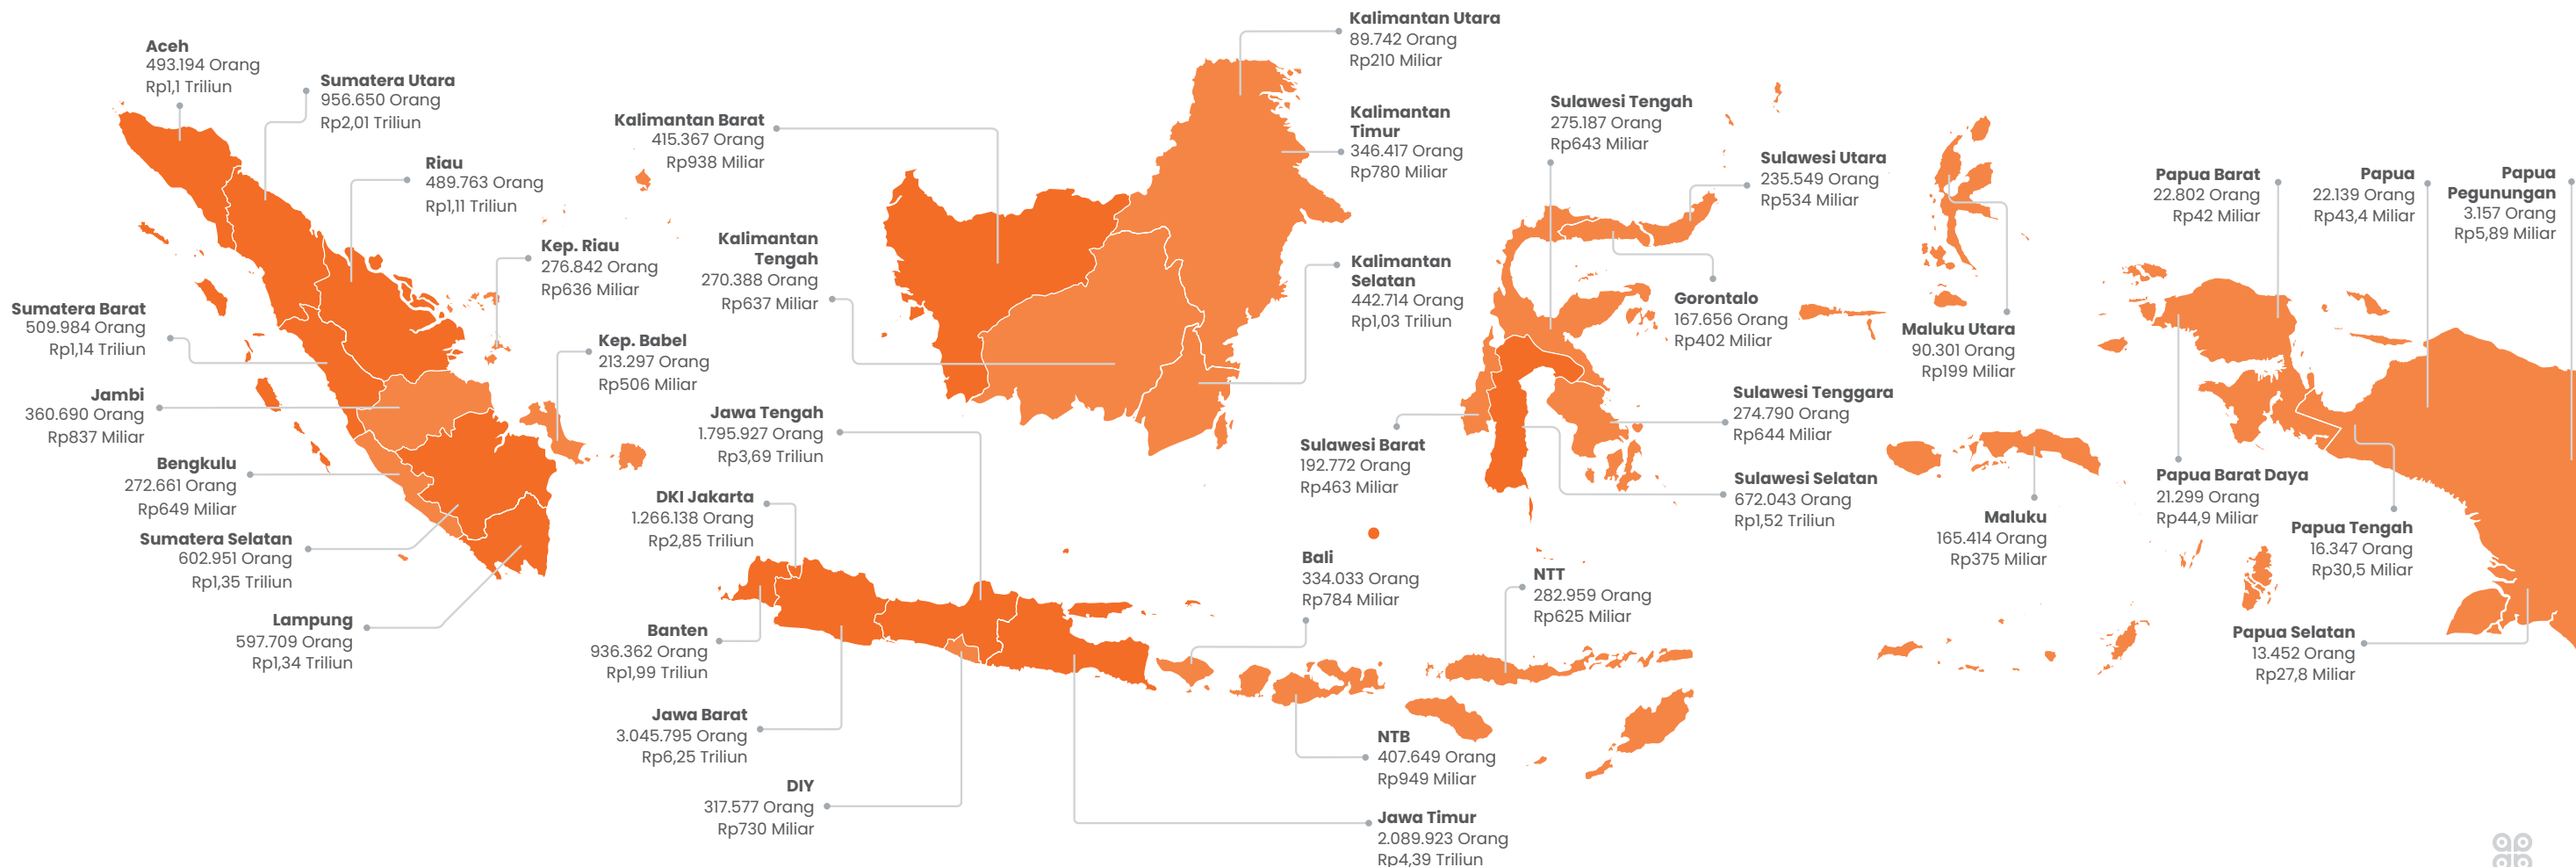 Aceh
493.194 Orang
Rp1,1 Triliun
Sumatera Utara
956.650 Orang
Rp2,01 Triliun
Riau
489.763 Orang
Rp1,11 Triliun
Kep. Riau
276.842 Orang
Rp636 Miliar
Kep. Babel
213.297 Orang
Rp506 Miliar
Sumatera Barat
509.984 Orang
Rp1,14 Triliun
Jambi
360.690 Orang
Rp837 Miliar
Bengkulu
272.661 Orang
Rp649 Miliar
Sumatera Selatan
602.951 Orang
Rp1,35 Triliun
Lampung
597.709 Orang
Rp1,34 Triliun
Kalimantan Barat
415.367 Orang
Rp938 Miliar
Kalimantan
Tengah
270.388 Orang
Rp637 Miliar
Kalimantan Utara
89.742 Orang
Rp210 Miliar
Kalimantan
Timur
346.417 Orang
Rp780 Miliar
Kalimantan
Selatan
442.714 Orang
Rp1,03 Triliun
Jawa Tengah
1.795.927 Orang
Rp3,69 Triliun
DKI Jakarta
1.266.138 Orang
Rp2,85 Triliun
Banten
936.362 Orang
Rp1,99 Triliun
Jawa Barat
3.045.795 Orang
Rp6,25 Triliun
DIY
317.577 Orang
Rp730 Miliar
Jawa Timur
2.089.923 Orang
Rp4,39 Triliun
Bali
334.033 Orang
Rp784 Miliar
NTB
407.649 Orang
Rp949 Miliar
NTT
282.959 Orang
Rp625 Miliar
Sulawesi Tengah
275.187 Orang
Rp643 Miliar
Sulawesi Utara
235.549 Orang
Rp534 Miliar
Gorontalo
167.656 Orang
Rp402 Miliar
Sulawesi Barat
192.772 Orang
Rp463 Miliar
Sulawesi Tenggara
274.790 Orang
Rp644 Miliar
Sulawesi Selatan
672.043 Orang
Rp1,52 Triliun
Maluku Utara
90.301 Orang
Rp199 Miliar
Maluku
165.414 Orang
Rp375 Miliar
Papua Barat
22.802 Orang
Rp42 Miliar
Papua
22.139 Orang
Rp43,4 Miliar
Papua
Pegunungan
3.157 Orang
Rp5,89 Miliar
Papua Barat Daya
21.299 Orang
Rp44,9 Miliar
Papua Tengah
16.347 Orang
Rp30,5 Miliar
Papua Selatan
13.452 Orang
Rp27,8 Miliar